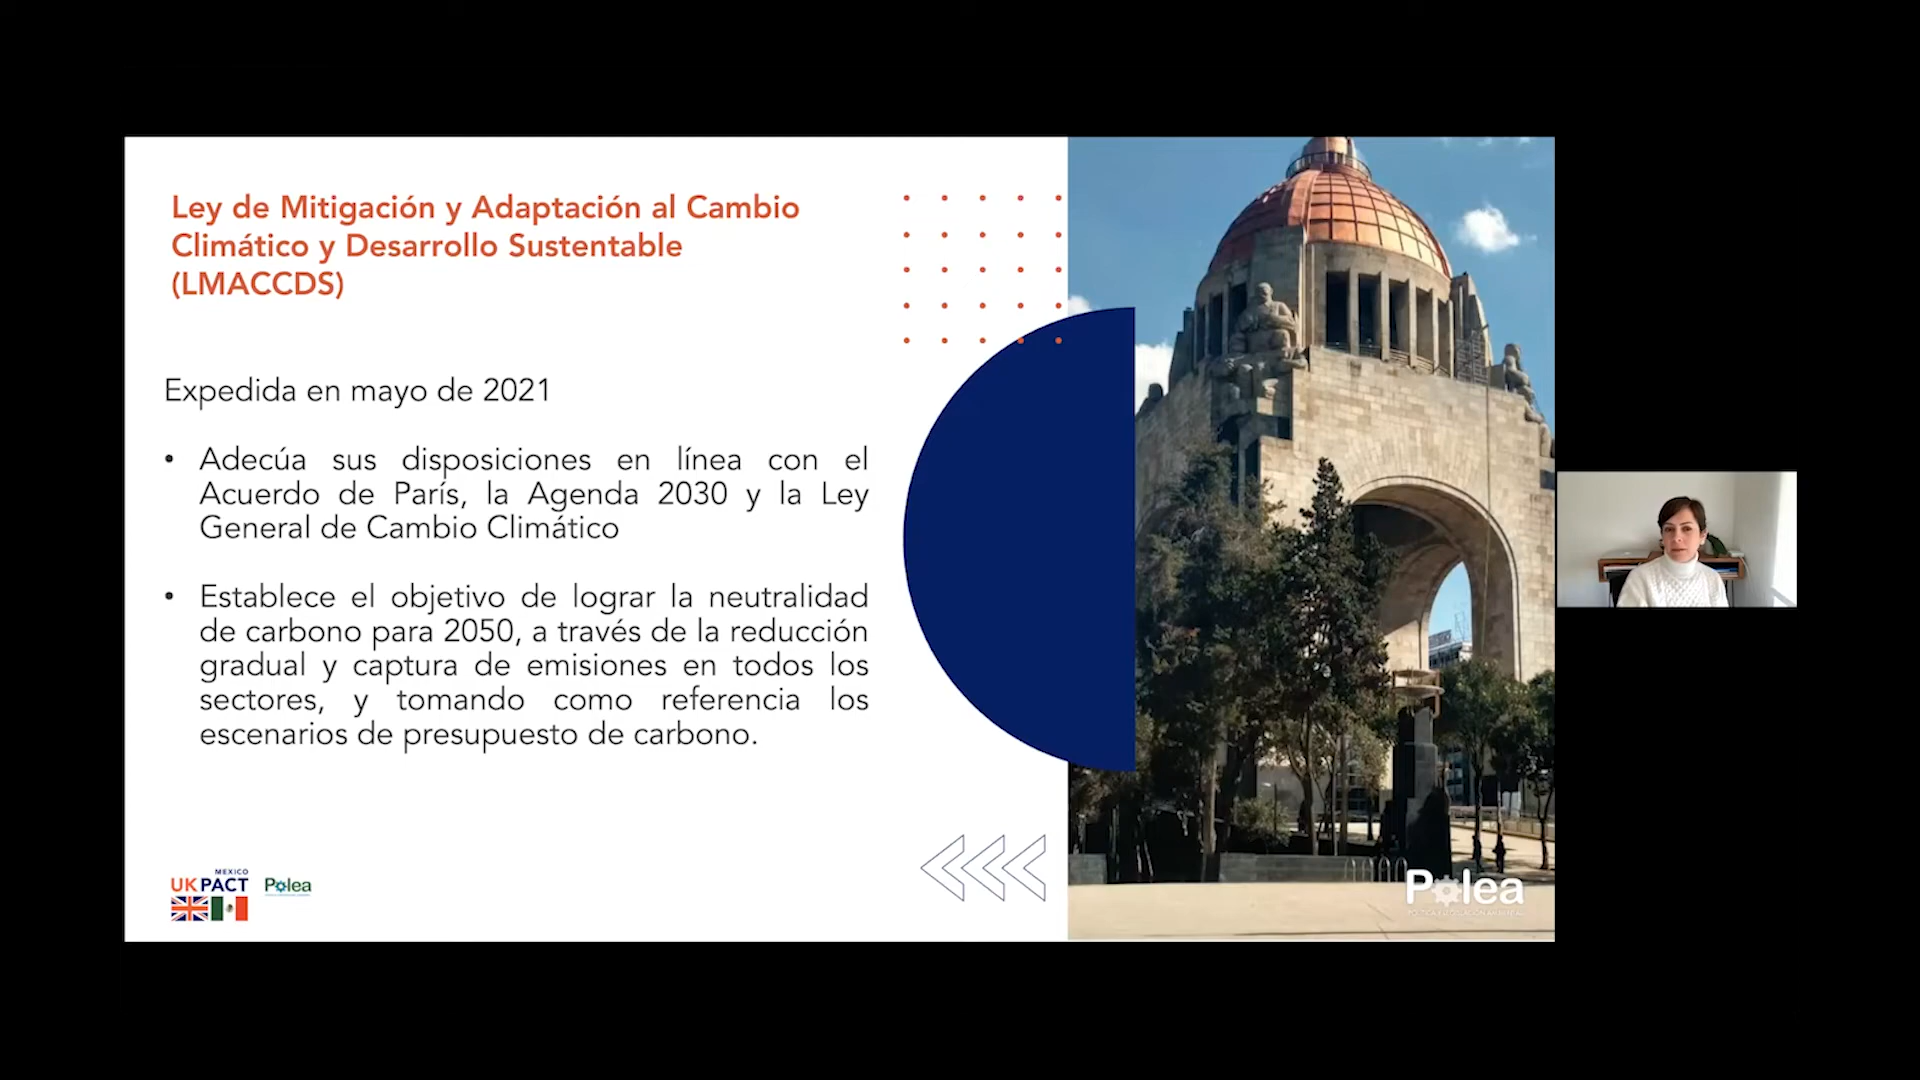 Ley de Mitigación y Adaptación al Cambio
Climático y Desarrollo Sustentable
(LMACCDS)
Expedida en mayo de 2021
• Adecúa sus disposiciones en línea con el
Acuerdo de París, la Agenda 2030 y la Ley
General de Cambio Climático
• Establece el objetivo de lograr la neutralidad
de carbono para 2050, a través de la reducción
gradual y captura de emisiones en todos los
sectores, y tomando como referencia los
escenarios de presupuesto de carbono.
MEXICO
UK PACT
Polea
Polea